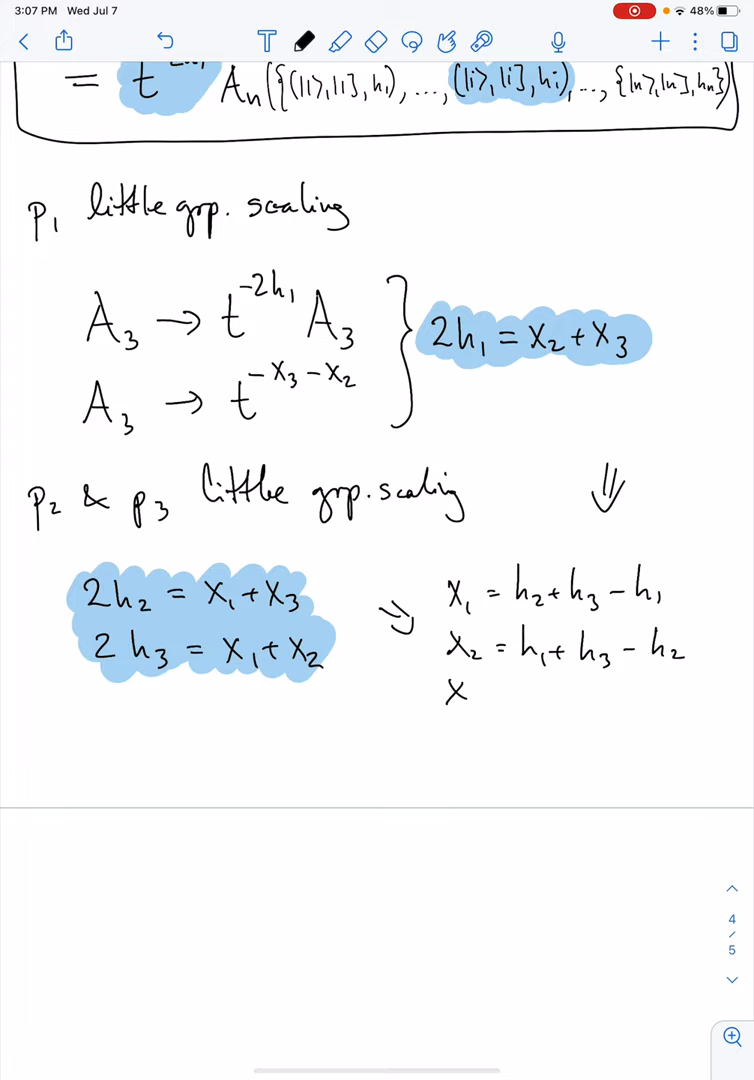 3:07 PM Wed Jul 7
48%
T
= t A_n({(|1>,|1],h_1),...,(|i>,|i],h_i),...,{|n>,|n],h_n})
p_1 little grp. scaling
A_3 → t^{-2h_1} A_3
A_3 → t^{-x_3-x_2}
2h_1 = x_2+x_3
p_2 & p_3 little grp. scaling
⇓
2h_2 = x_1+x_3
2h_3 = x_1+x_2
⇒
x_1 = h_2+h_3-h_1
x_2 = h_1+h_3-h_2
x
4
/
5